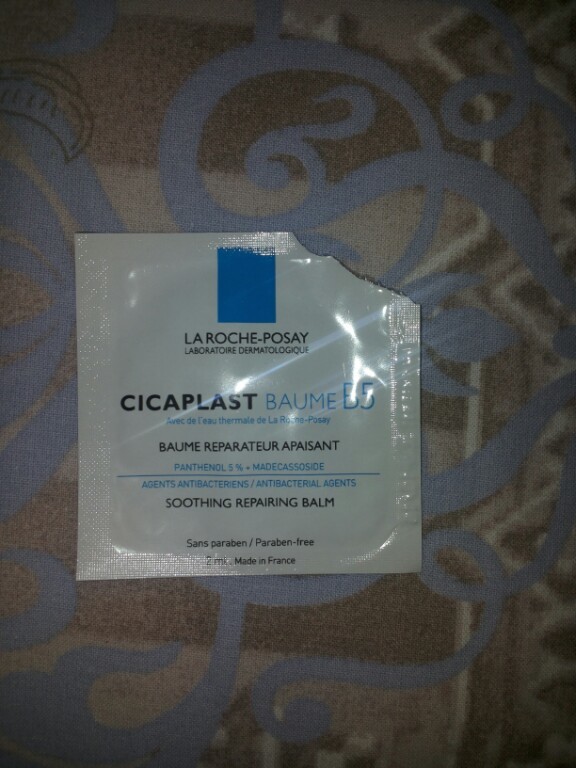 LA ROCHE-POSAY
LABORATOIRE DERMATOLOGIQUE
CICAPLAST BAUME B5
Avec de l'eau thermale de La Roche-Posay
BAUME REPARATEUR APAISANT
PANTHENOL 5 % + MADECASSOSIDE
AGENTS ANTIBACTERIENS / ANTIBACTERIAL AGENTS
SOOTHING REPAIRING BALM
Sans paraben / Paraben-free
2 ml. Made in France